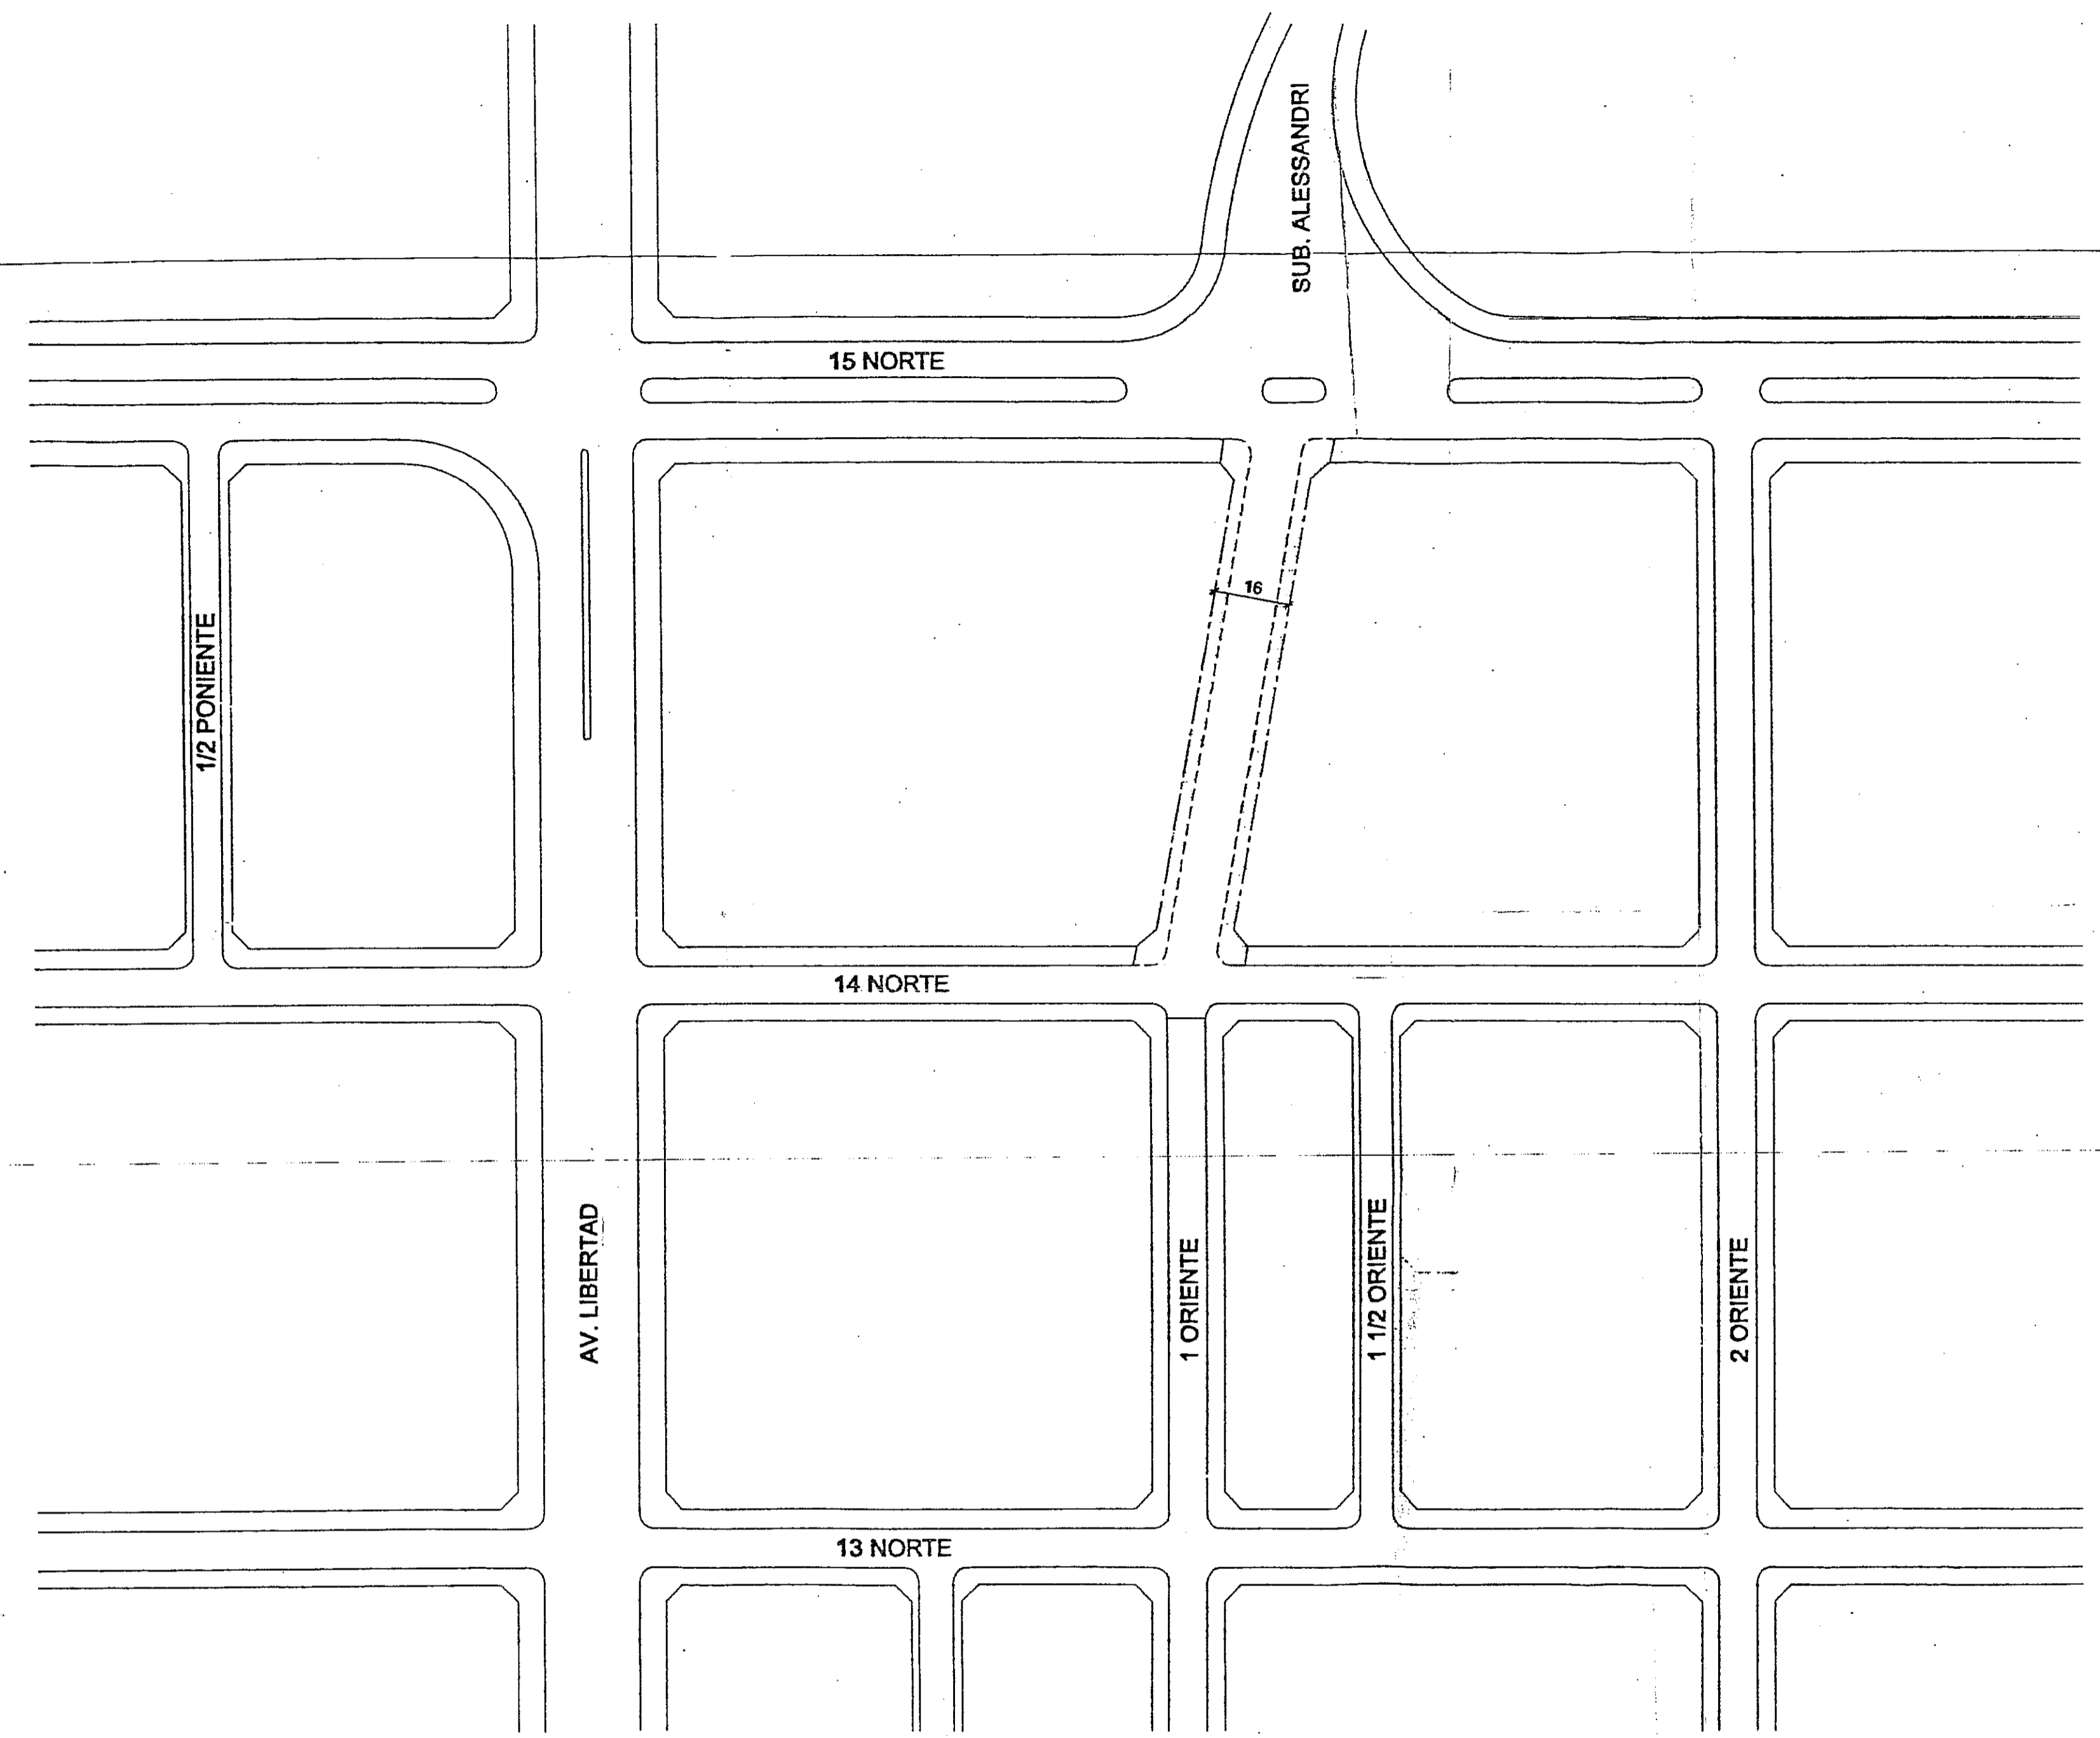 SUB. ALESSANDRI
15 NORTE
16
1/2 PONIENTE
14 NORTE
AV. LIBERTAD
1 ORIENTE
1 1/2 ORIENTE
2 ORIENTE
13 NORTE